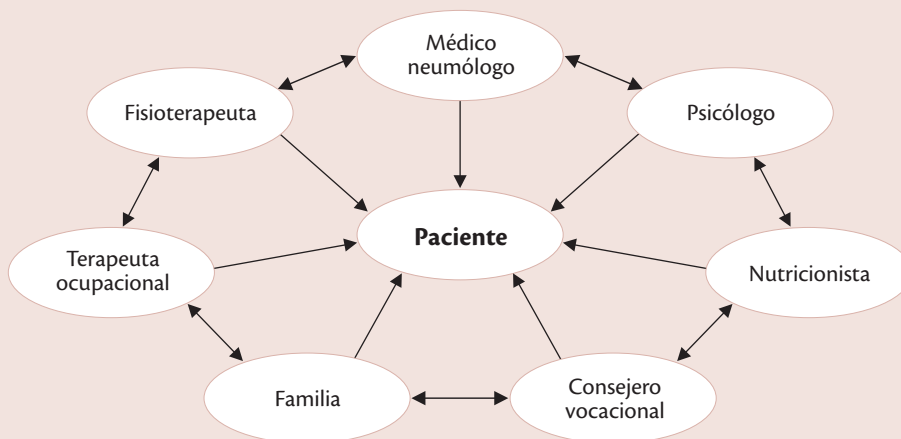 Médico
neumólogo
Fisioterapeuta
Psicólogo
Paciente
Terapeuta
ocupacional
Nutricionista
Familia
Consejero
vocacional